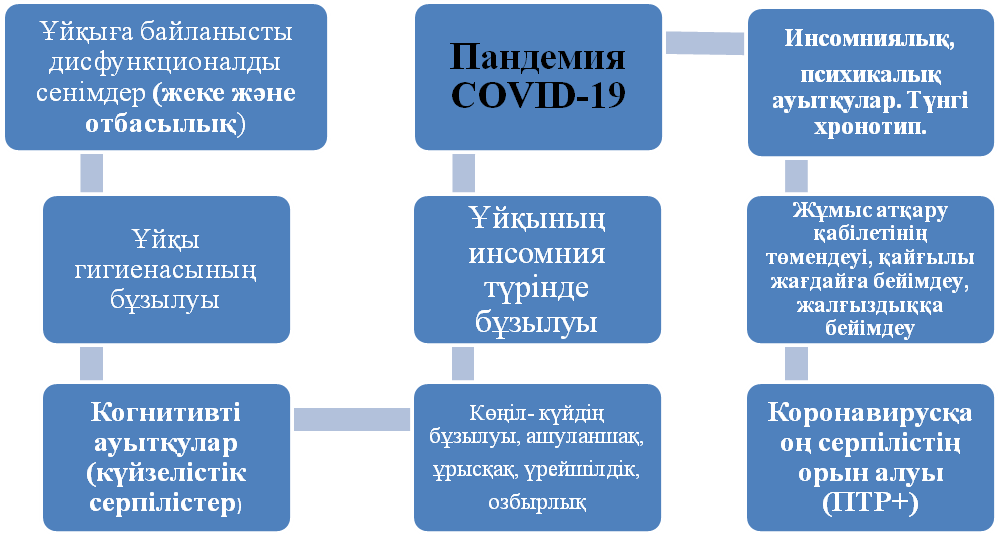 Ұйқыға байланысты
дисфункционалды
сенімдер (жеке және
отбасылық)
Ұйқы
гигиенасының
бұзылуы
Когнитивті
ауытқулар
(күйзелістік
серпілістер)
Көңіл- күйдің
бұзылуы, ашуланшақ,
ұрысқақ, үрейшілдік,
озбырлық
Ұйқының
инсомния
түрінде
бұзылуы
Пандемия
COVID-19
Инсомниялық,
психикалық
ауытқулар. Түнгі
хронотип.
Жұмыс атқару
қабілетінің
төмендеуі, қайғылы
жағдайға бейімдеу,
жалғыздыққа
бейімдеу
Коронавирусқа
оң серпілістің
орын алуы
(ПТР+)